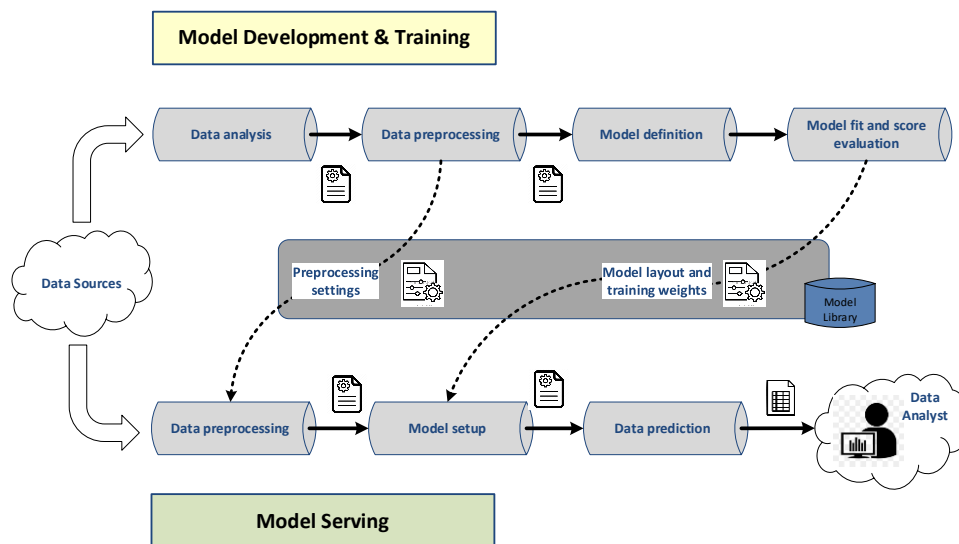 Model Development & Training
Data analysis
Data preprocessing
Model definition
Model fit and score
evaluation
Data Sources
Preprocessing
settings
Model layout and
training weights
Model
Library
Data preprocessing
Model setup
Data prediction
Data
Analyst
Model Serving